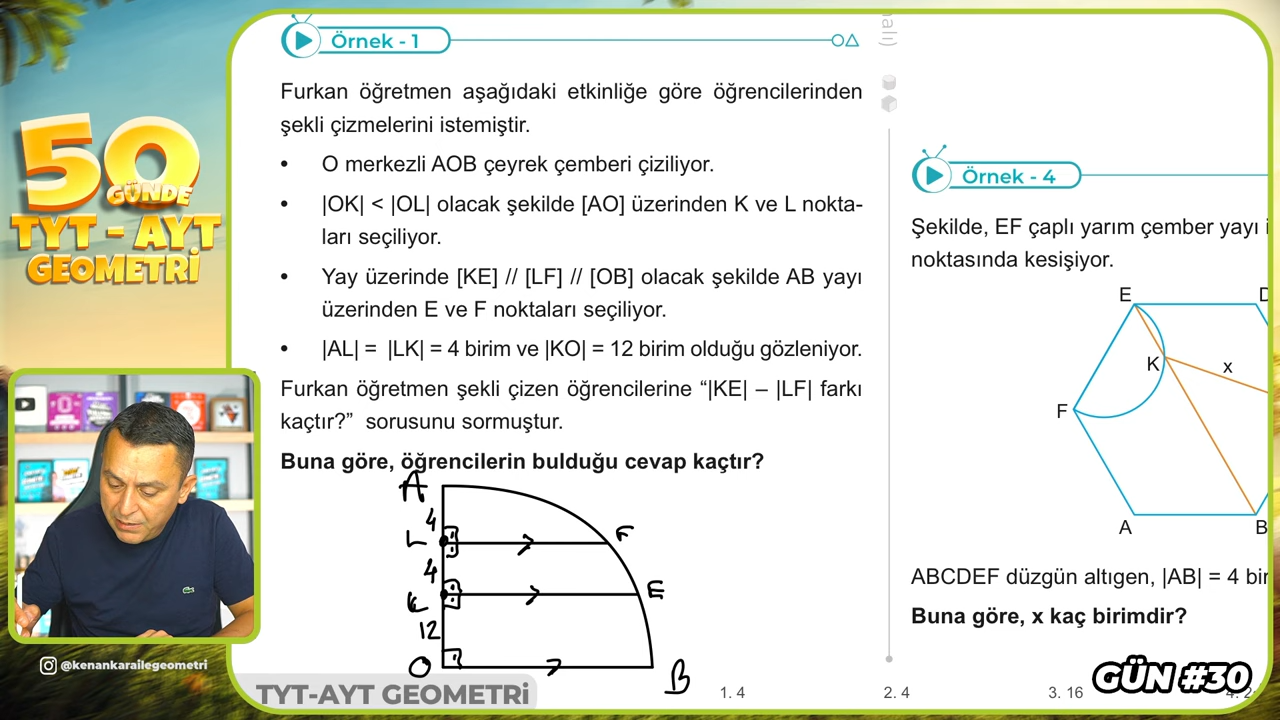 50
GÜNDE
TYT - AYT
GEOMETRİ
Örnek - 1
Furkan öğretmen aşağıdaki etkinliğe göre öğrencilerinden
şekli çizmelerini istemiştir.
• O merkezli AOB çeyrek çemberi çiziliyor.
• |OK| < |OL| olacak şekilde [AO] üzerinden K ve L nokta-
ları seçiliyor.
• Yay üzerinde [KE] // [LF] // [OB] olacak şekilde AB yayı
üzerinden E ve F noktaları seçiliyor.
• |AL| = |LK| = 4 birim ve |KO| = 12 birim olduğu gözleniyor.
Furkan öğretmen şekli çizen öğrencilerine “|KE| – |LF| farkı
kaçtır?” sorusunu sormuştur.
Buna göre, öğrencilerin bulduğu cevap kaçtır?
A
4
L
F
4
K
E
12
O
B
Örnek - 4
Şekilde, EF çaplı yarım çember yayı
noktasında kesişiyor.
E
D
K
x
F
A
B
ABCDEF düzgün altıgen, |AB| = 4 bir
Buna göre, x kaç birimdir?
@kenankarailegeometri
TYT-AYT GEOMETRİ
1. 4
2. 4
3. 16
GÜN #30